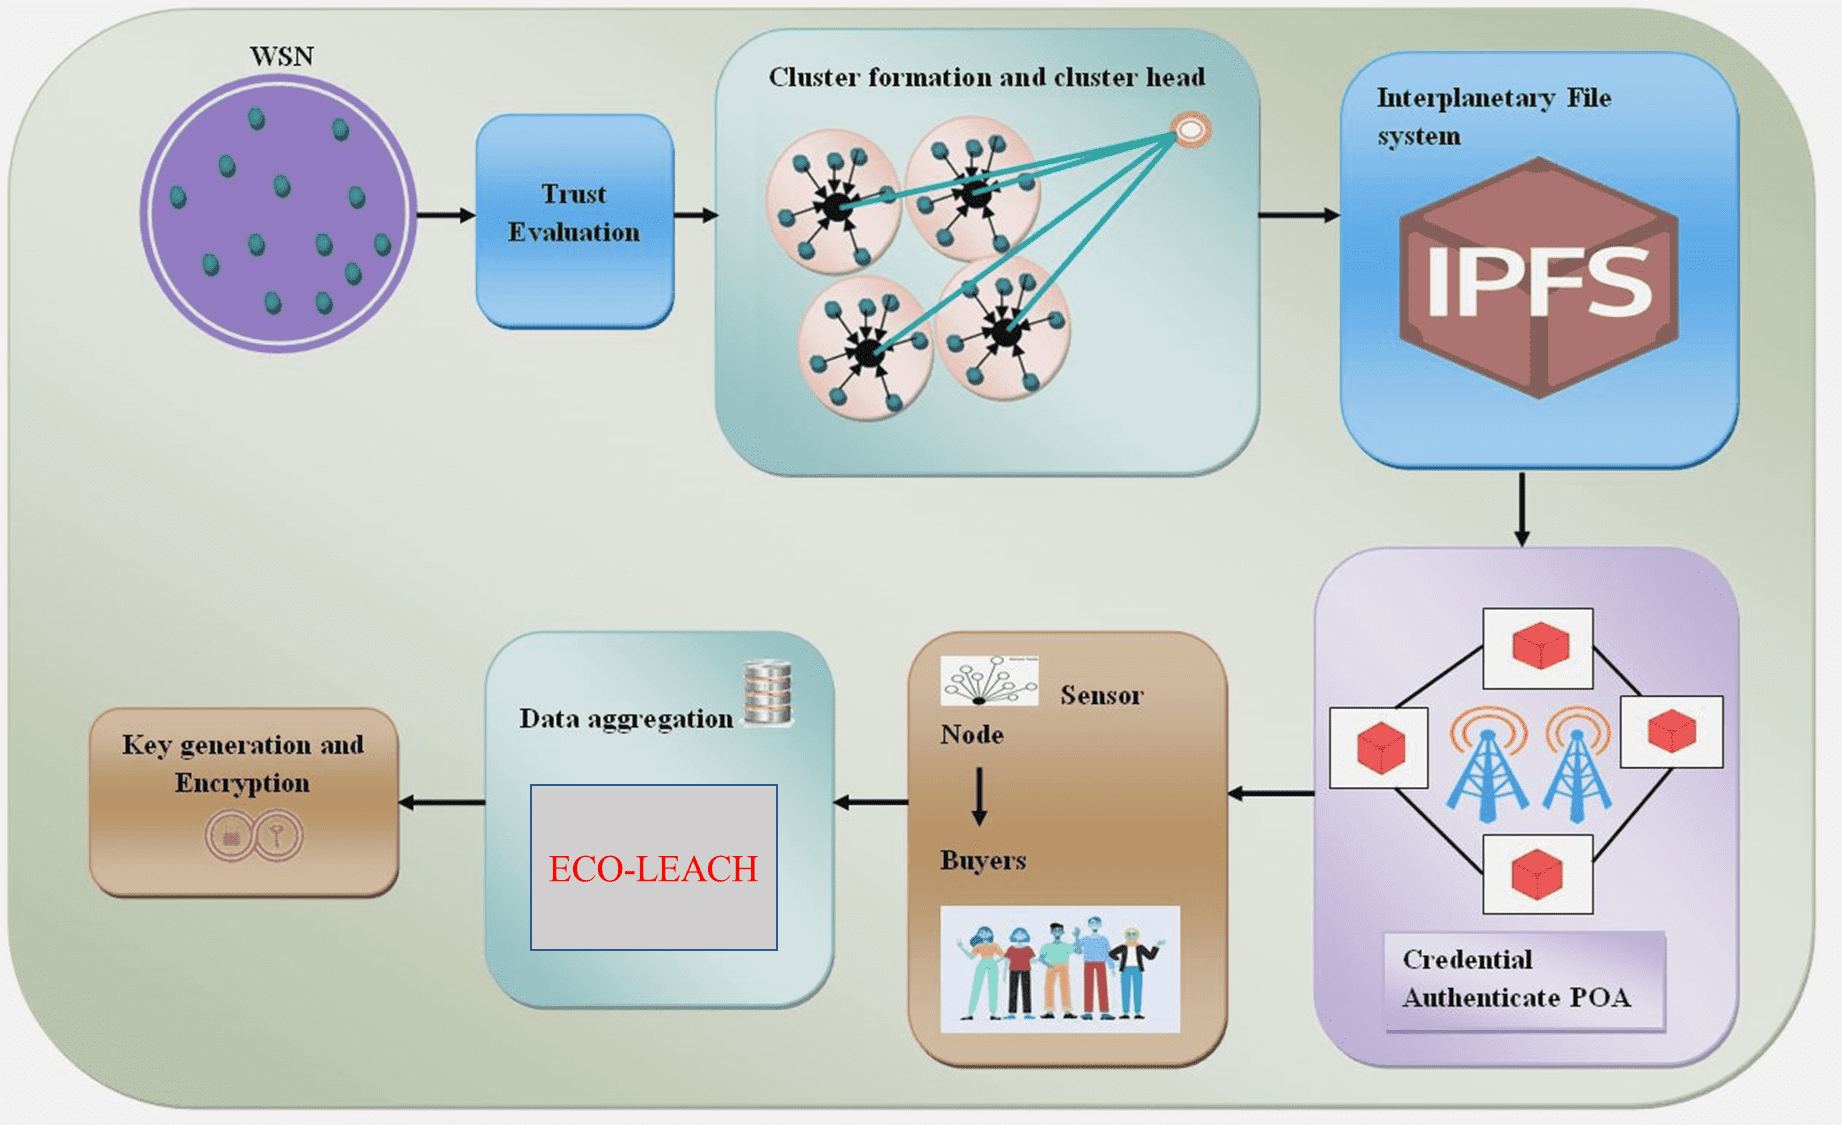 WSN
Trust
Evaluation
Cluster formation and cluster head
Interplanetary File
system
IPFS
Credential
Authenticate POA
Sensor
Node
Buyers
Data aggregation
ECO-LEACH
Key generation and
Encryption